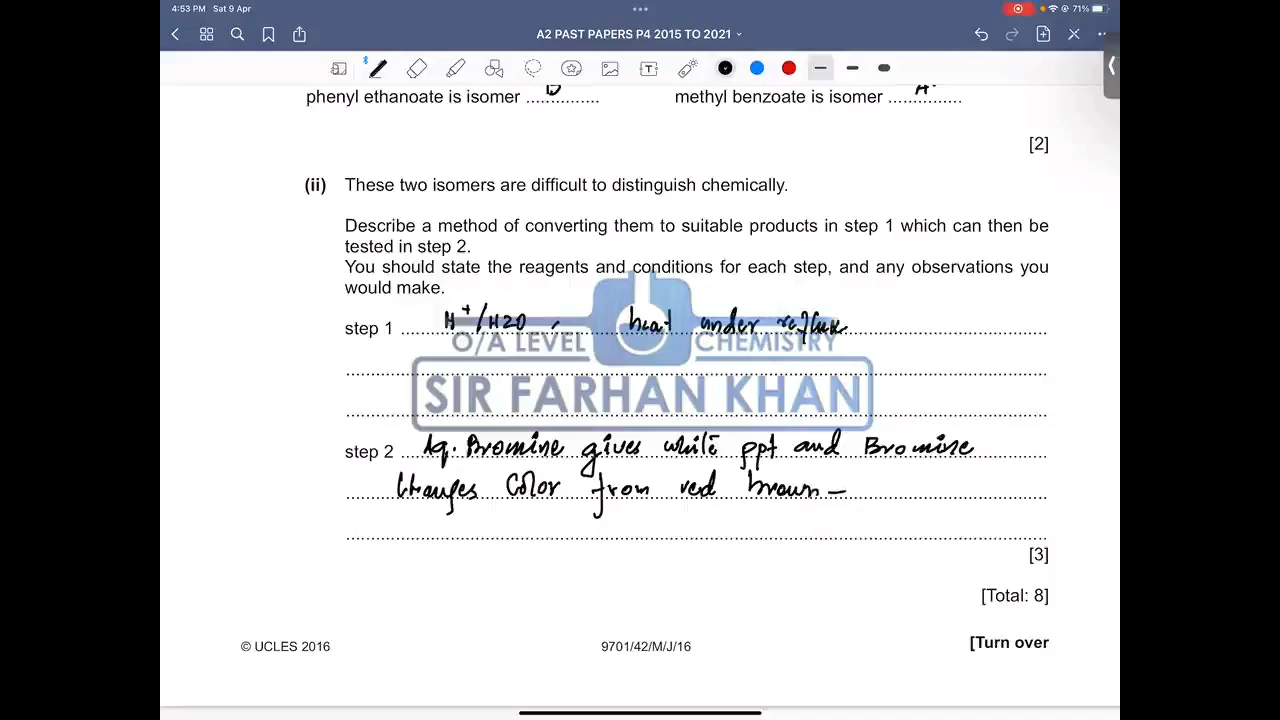 4:53 PM Sat 9 Apr
71%
A2 PAST PAPERS P4 2015 TO 2021
phenyl ethanoate is isomer ............... B methyl benzoate is isomer ............... A.
[2]
(ii) These two isomers are difficult to distinguish chemically.
Describe a method of converting them to suitable products in step 1 which can then be
tested in step 2.
You should state the reagents and conditions for each step, and any observations you
would make.
step 1 H+/H2O , heat under reflux
O/A LEVEL CHEMISTRY
SIR FARHAN KHAN
step 2 Aq. Bromine gives white ppt and Bromine
Changes Color from red brown –
[3]
[Total: 8]
© UCLES 2016 9701/42/M/J/16 [Turn over